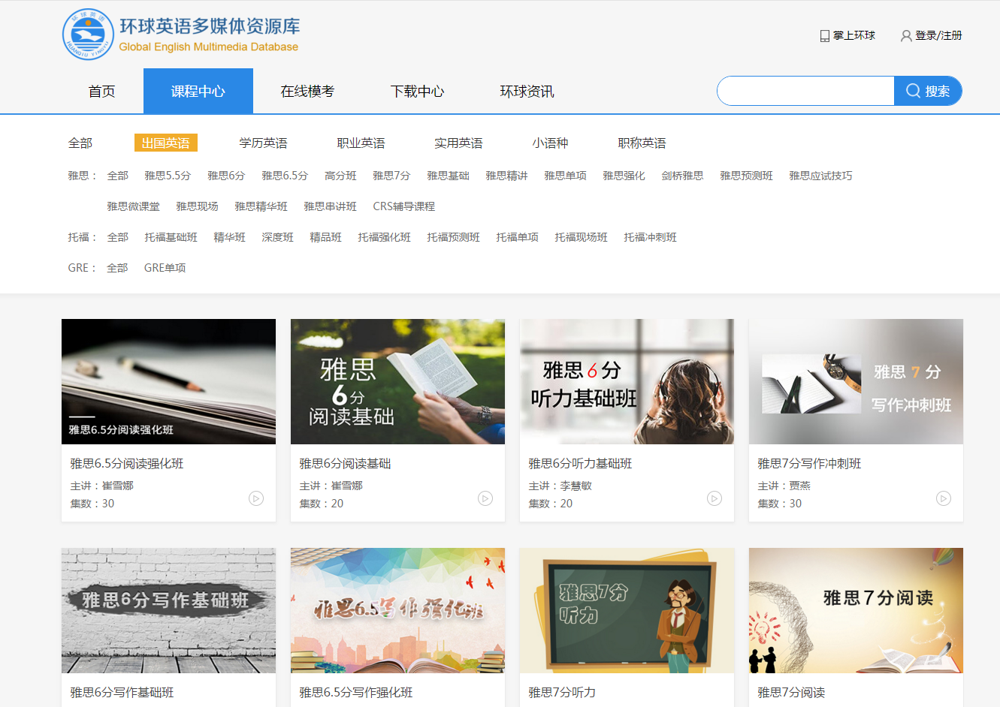 环球英语多媒体资源库
Global English Multimedia Database
环球英语
HUANQIU YINGYU
掌上环球
登录/注册
首页
课程中心
在线模考
下载中心
环球资讯
搜索
全部
出国英语
学历英语
职业英语
实用英语
小语种
职称英语
雅思： 全部 雅思5.5分 雅思6分 雅思6.5分 高分班 雅思7分 雅思基础 雅思精讲 雅思单项 雅思强化 剑桥雅思 雅思预测班 雅思应试技巧
雅思微课堂 雅思现场 雅思精华班 雅思串讲班 CRS辅导课程
托福： 全部 托福基础班 精华班 深度班 精品班 托福强化班 托福预测班 托福单项 托福现场班 托福冲刺班
GRE： 全部 GRE单项
雅思6.5分阅读强化班
雅思6.5分阅读强化班
主讲：崔雪娜
集数：30
雅思
6分
阅读基础
雅思6分阅读基础
主讲：崔雪娜
集数：20
雅思6分
听力基础班
雅思6分听力基础班
主讲：李慧敏
集数：20
雅思 7 分
写作冲刺班
雅思7分写作冲刺班
主讲：贾燕
集数：30
雅思6分写作基础班
雅思6分写作基础班
雅思6.5写作强化班
雅思6.5分写作强化班
雅思7分
听力
雅思7分听力
雅思7分阅读
雅思7分阅读